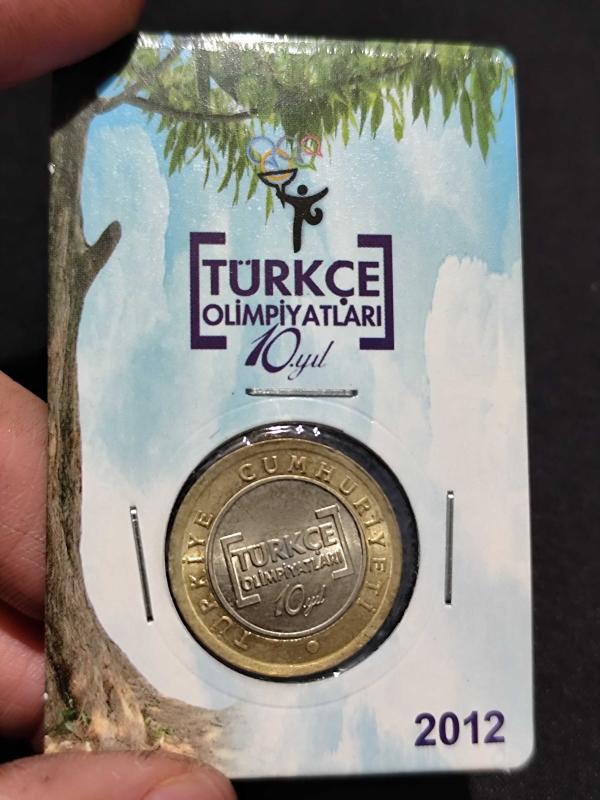 TÜRKÇE
OLİMPİYATLARI
10.yıl
TÜRKİYE CUMHURİYETİ
TÜRKÇE
OLİMPİYATLARI
10.yıl
2012